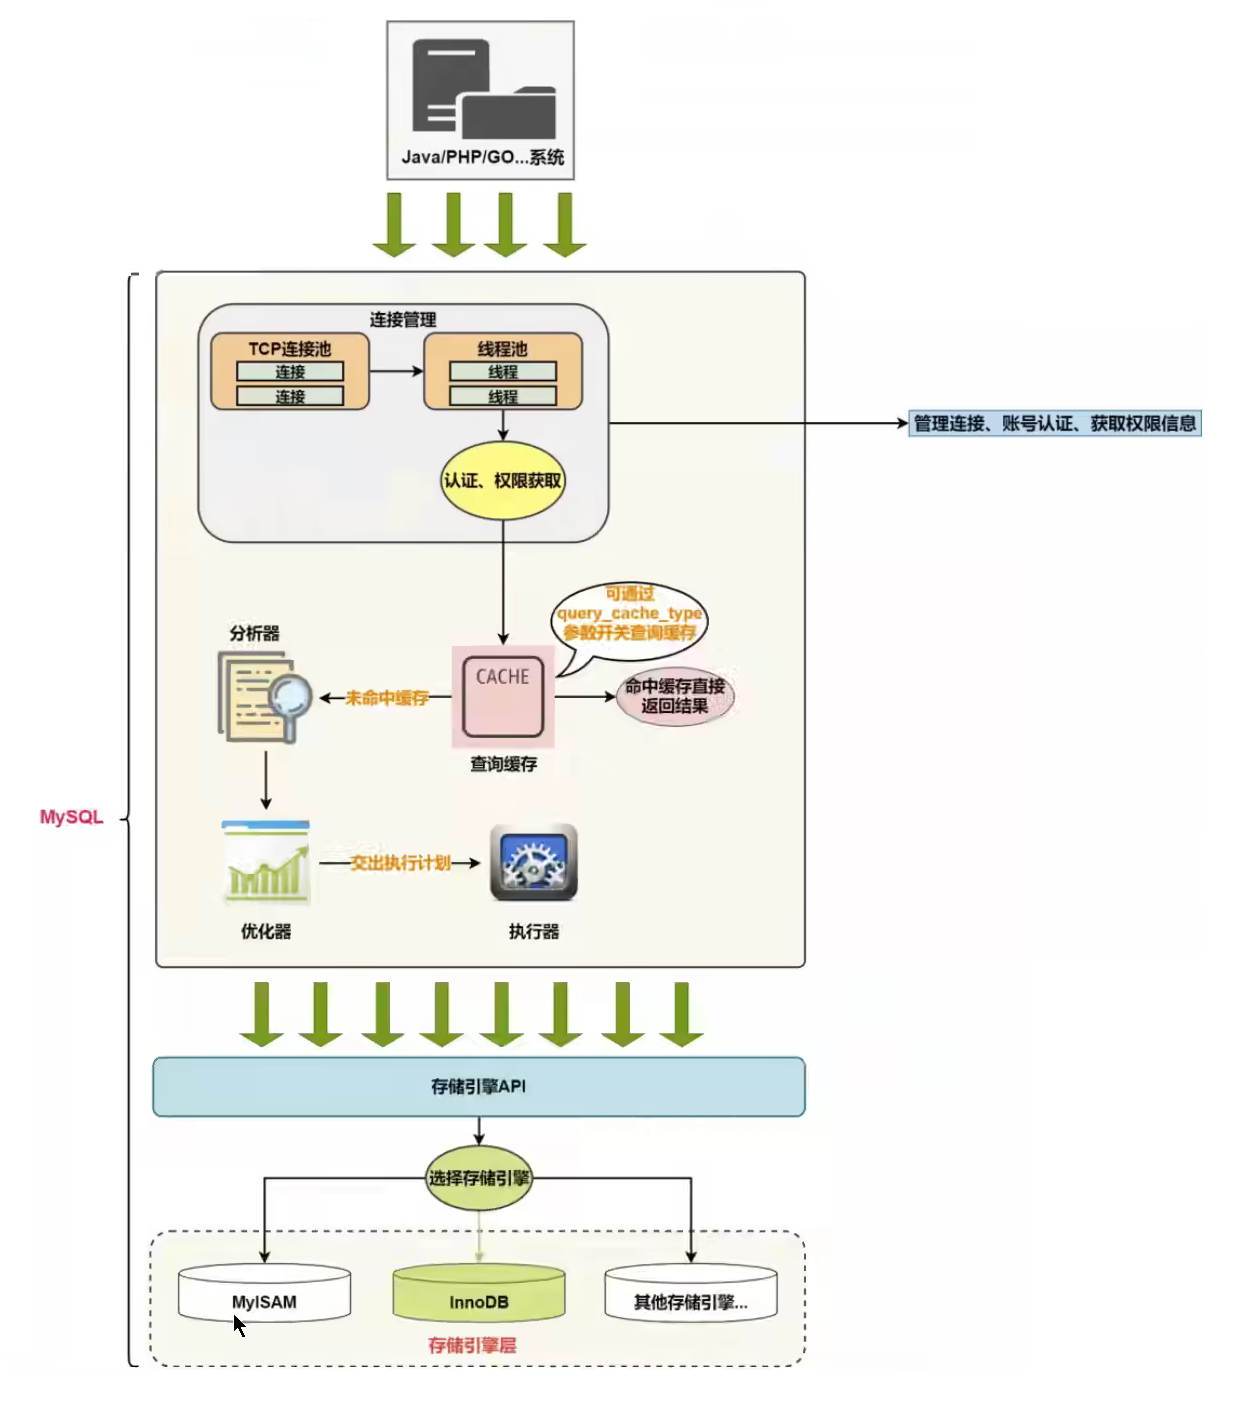 Java/PHP/GO...系统
连接管理
TCP连接池
连接
连接
线程池
线程
线程
认证、权限获取
管理连接、账号认证、获取权限信息
可通过
query_cache_type
参数开关查询缓存
分析器
未命中缓存
CACHE
命中缓存直接
返回结果
查询缓存
MySQL
交出执行计划
优化器
执行器
存储引擎API
选择存储引擎
MyISAM
InnoDB
其他存储引擎...
存储引擎层